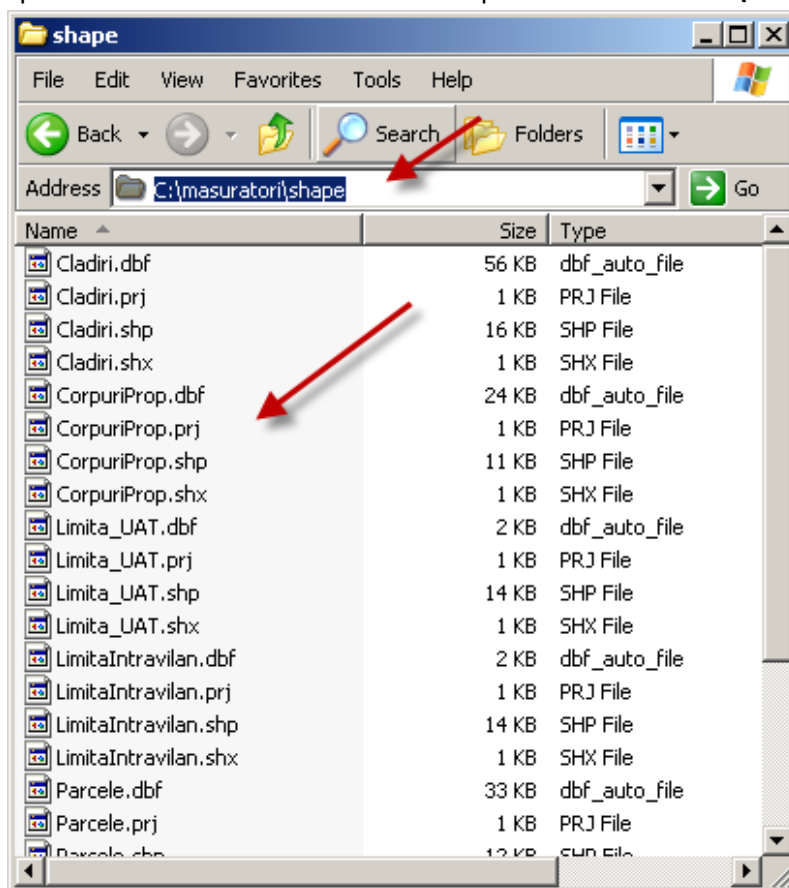 shape
File Edit View Favorites Tools Help
Back Search Folders
Address C:\masuratori\shape Go
Name Size Type
Cladiri.dbf 56 KB dbf_auto_file
Cladiri.prj 1 KB PRJ File
Cladiri.shp 16 KB SHP File
Cladiri.shx 1 KB SHX File
CorpuriProp.dbf 24 KB dbf_auto_file
CorpuriProp.prj 1 KB PRJ File
CorpuriProp.shp 11 KB SHP File
CorpuriProp.shx 1 KB SHX File
Limita_UAT.dbf 2 KB dbf_auto_file
Limita_UAT.prj 1 KB PRJ File
Limita_UAT.shp 14 KB SHP File
Limita_UAT.shx 1 KB SHX File
LimitaIntravilan.dbf 2 KB dbf_auto_file
LimitaIntravilan.prj 1 KB PRJ File
LimitaIntravilan.shp 14 KB SHP File
LimitaIntravilan.shx 1 KB SHX File
Parcele.dbf 33 KB dbf_auto_file
Parcele.prj 1 KB PRJ File
Parcele.shp 12 KB SHP File